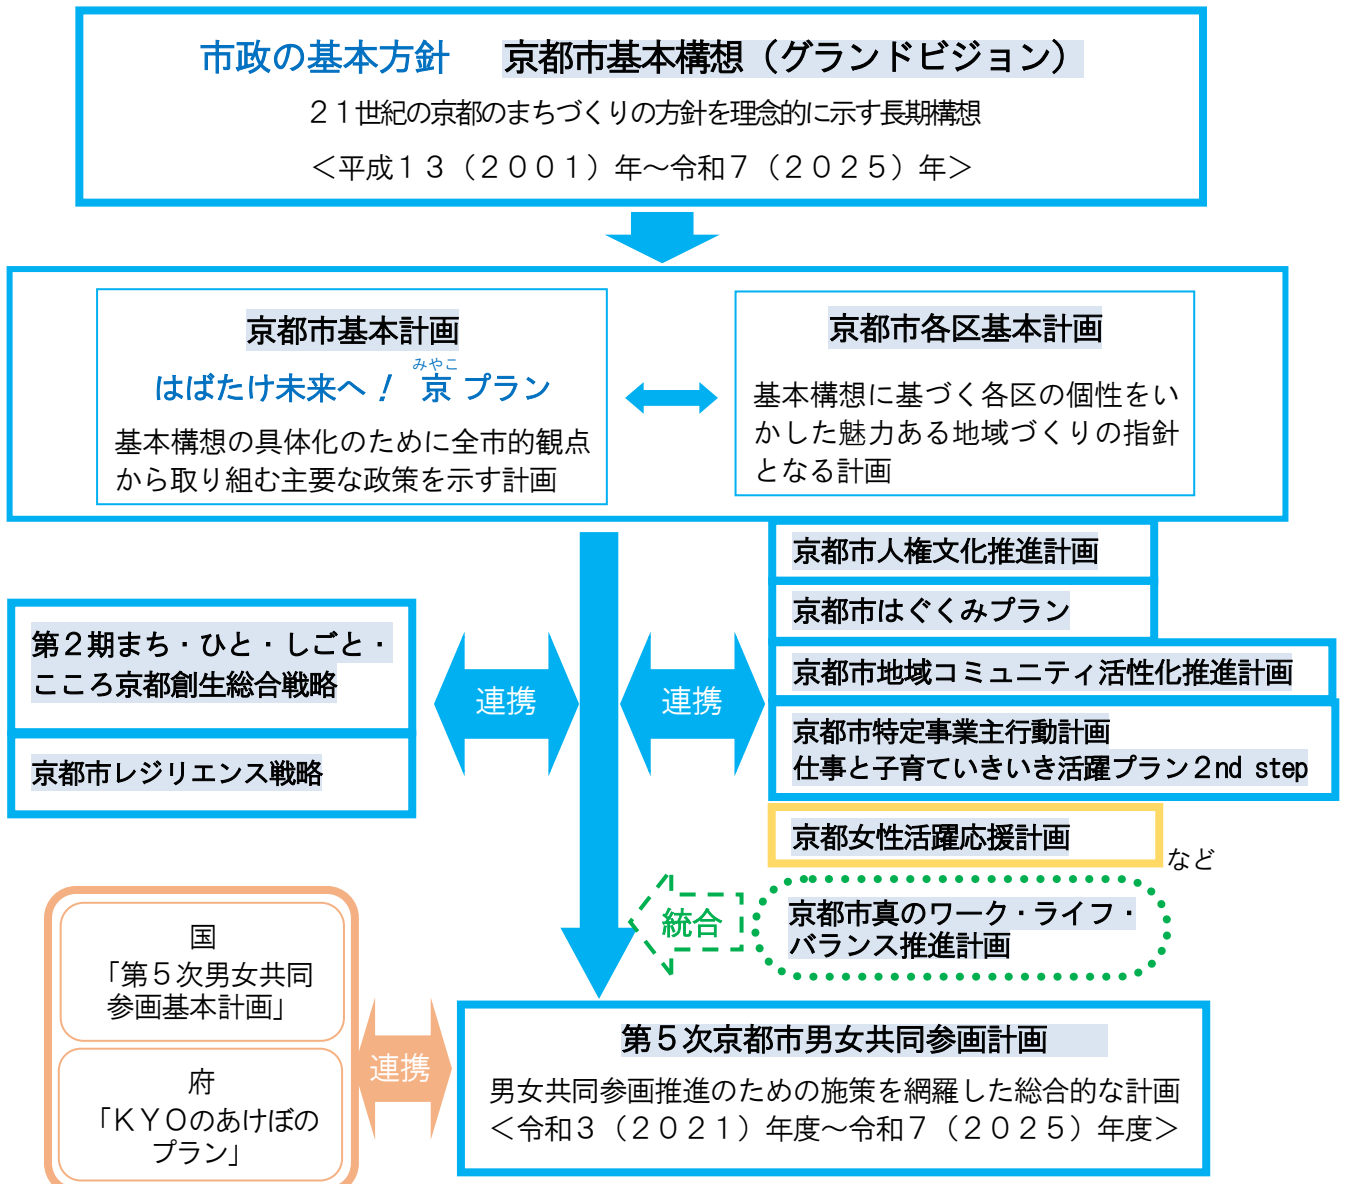 市政の基本方針　京都市基本構想（グランドビジョン）
２１世紀の京都のまちづくりの方針を理念的に示す長期構想
＜平成１３（２００１）年～令和７（２０２５）年＞
京都市基本計画
みやこ
はばたけ未来へ！ 京プラン
基本構想の具体化のために全市的観点
から取り組む主要な政策を示す計画
京都市各区基本計画
基本構想に基づく各区の個性をい
かした魅力ある地域づくりの指針
となる計画
第２期まち・ひと・しごと・
こころ京都創生総合戦略
京都市レジリエンス戦略
連携
連携
京都市人権文化推進計画
京都市はぐくみプラン
京都市地域コミュニティ活性化推進計画
京都市特定事業主行動計画
仕事と子育ていきいき活躍プラン２nd step
京都女性活躍応援計画
など
統合
京都市真のワーク・ライフ・
バランス推進計画
国
「第５次男女共同
参画基本計画」
府
「ＫＹＯのあけぼの
プラン」
連携
第５次京都市男女共同参画計画
男女共同参画推進のための施策を網羅した総合的な計画
＜令和３（２０２１）年度～令和７（２０２５）年度＞